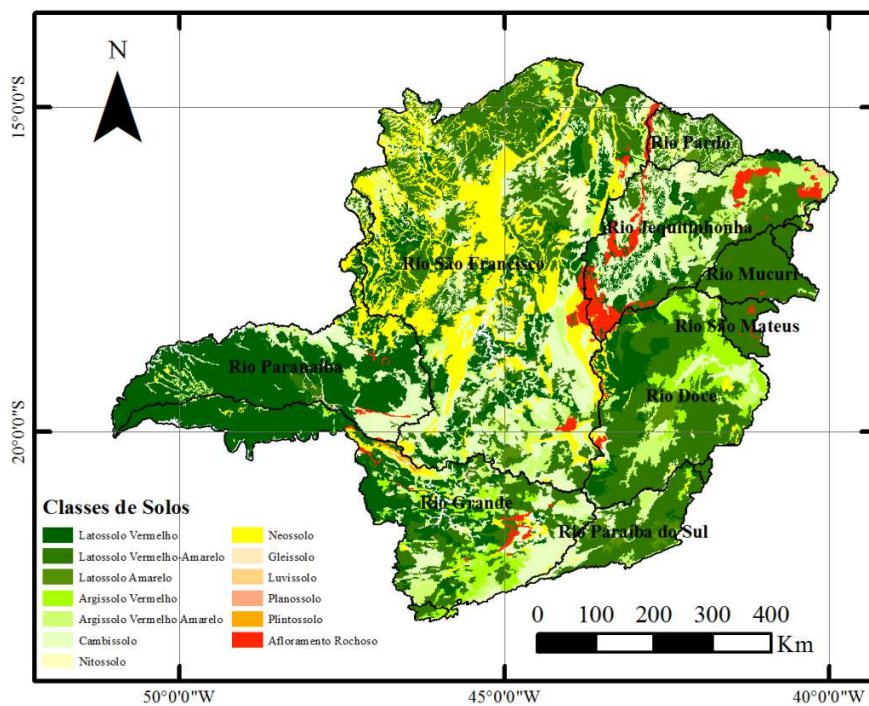 N
15°0'0"S
20°0'0"S
Rio Pardo
Rio Jequitinhonha
Rio São Francisco
Rio Mucuri
Rio São Mateus
Rio Paranaíba
Rio Doce
Rio Grande
Rio Paraíba do Sul
Classes de Solos
Latossolo Vermelho
Latossolo Vermelho-Amarelo
Latossolo Amarelo
Argissolo Vermelho
Argissolo Vermelho Amarelo
Cambissolo
Nitossolo
Neossolo
Gleissolo
Luvissolo
Planossolo
Plintossolo
Afloramento Rochoso
0 100 200 300 400
Km
50°0'0"W 45°0'0"W 40°0'0"W